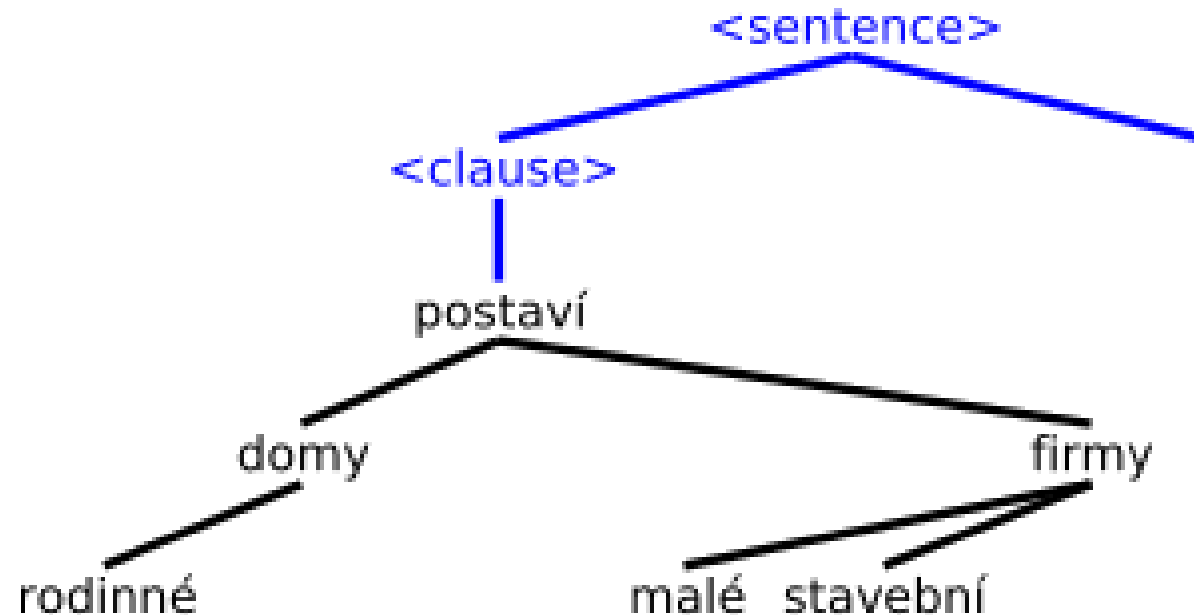 <sentence>
<clause>
postaví
domy firmy
rodinné malé stavební